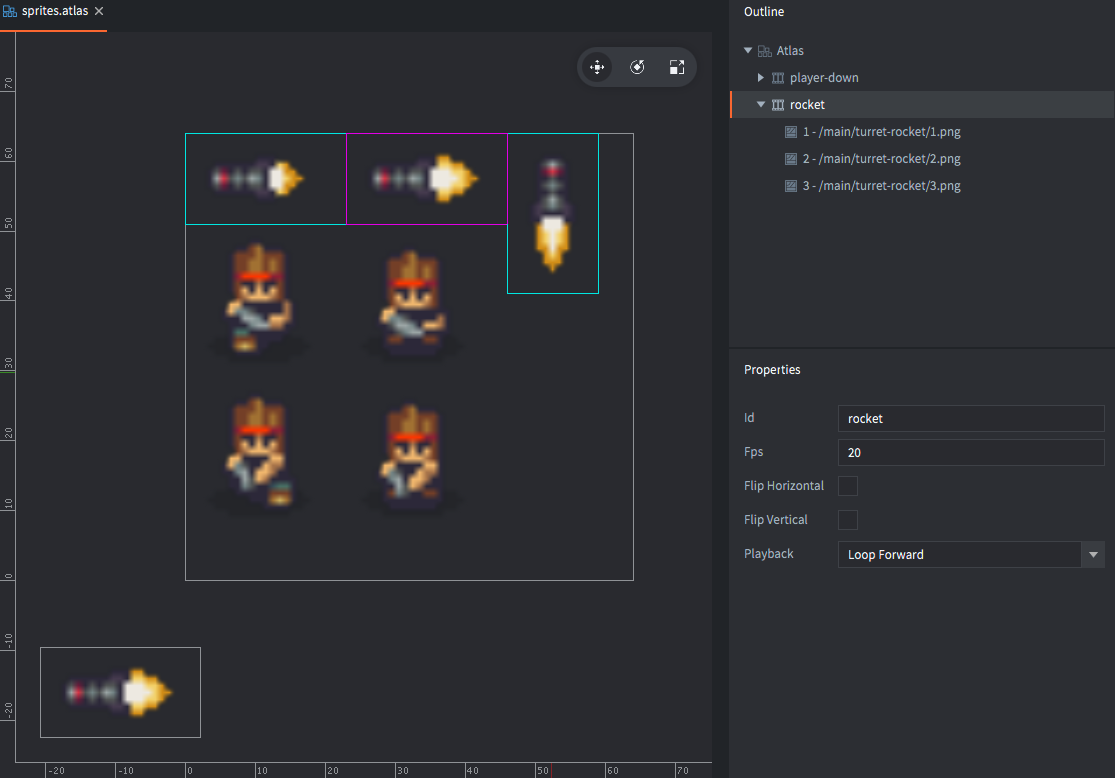 sprites.atlas
70
60
50
40
30
20
10
0
-10
-20
-20
-10
0
10
20
30
40
50
60
70
Outline
Atlas
player-down
rocket
1 - /main/turret-rocket/1.png
2 - /main/turret-rocket/2.png
3 - /main/turret-rocket/3.png
Properties
Id
rocket
Fps
20
Flip Horizontal
Flip Vertical
Playback
Loop Forward